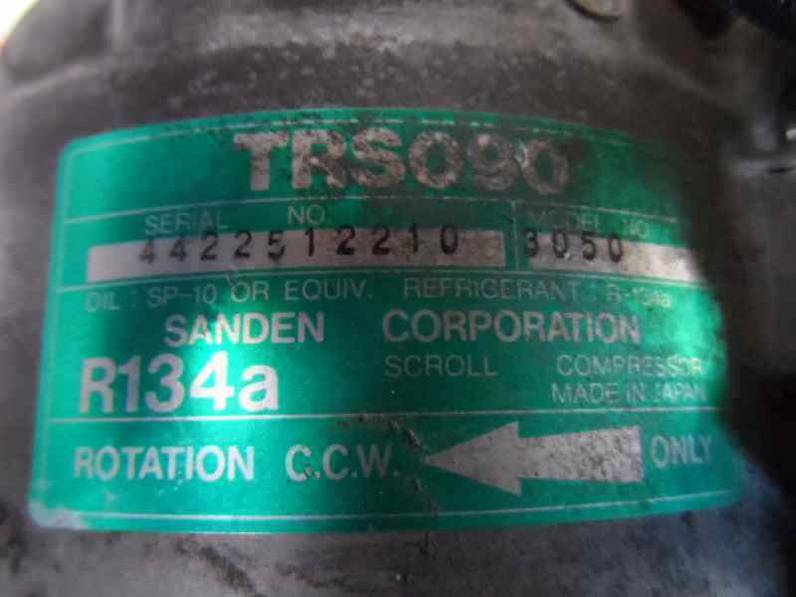 TRS090
SERIAL NO. MODEL NO.
4422512210 3050
OIL : SP-10 OR EQUIV. REFRIGERANT : R-134a
SANDEN CORPORATION
R134a SCROLL COMPRESSOR
MADE IN JAPAN
ROTATION C.C.W. ONLY